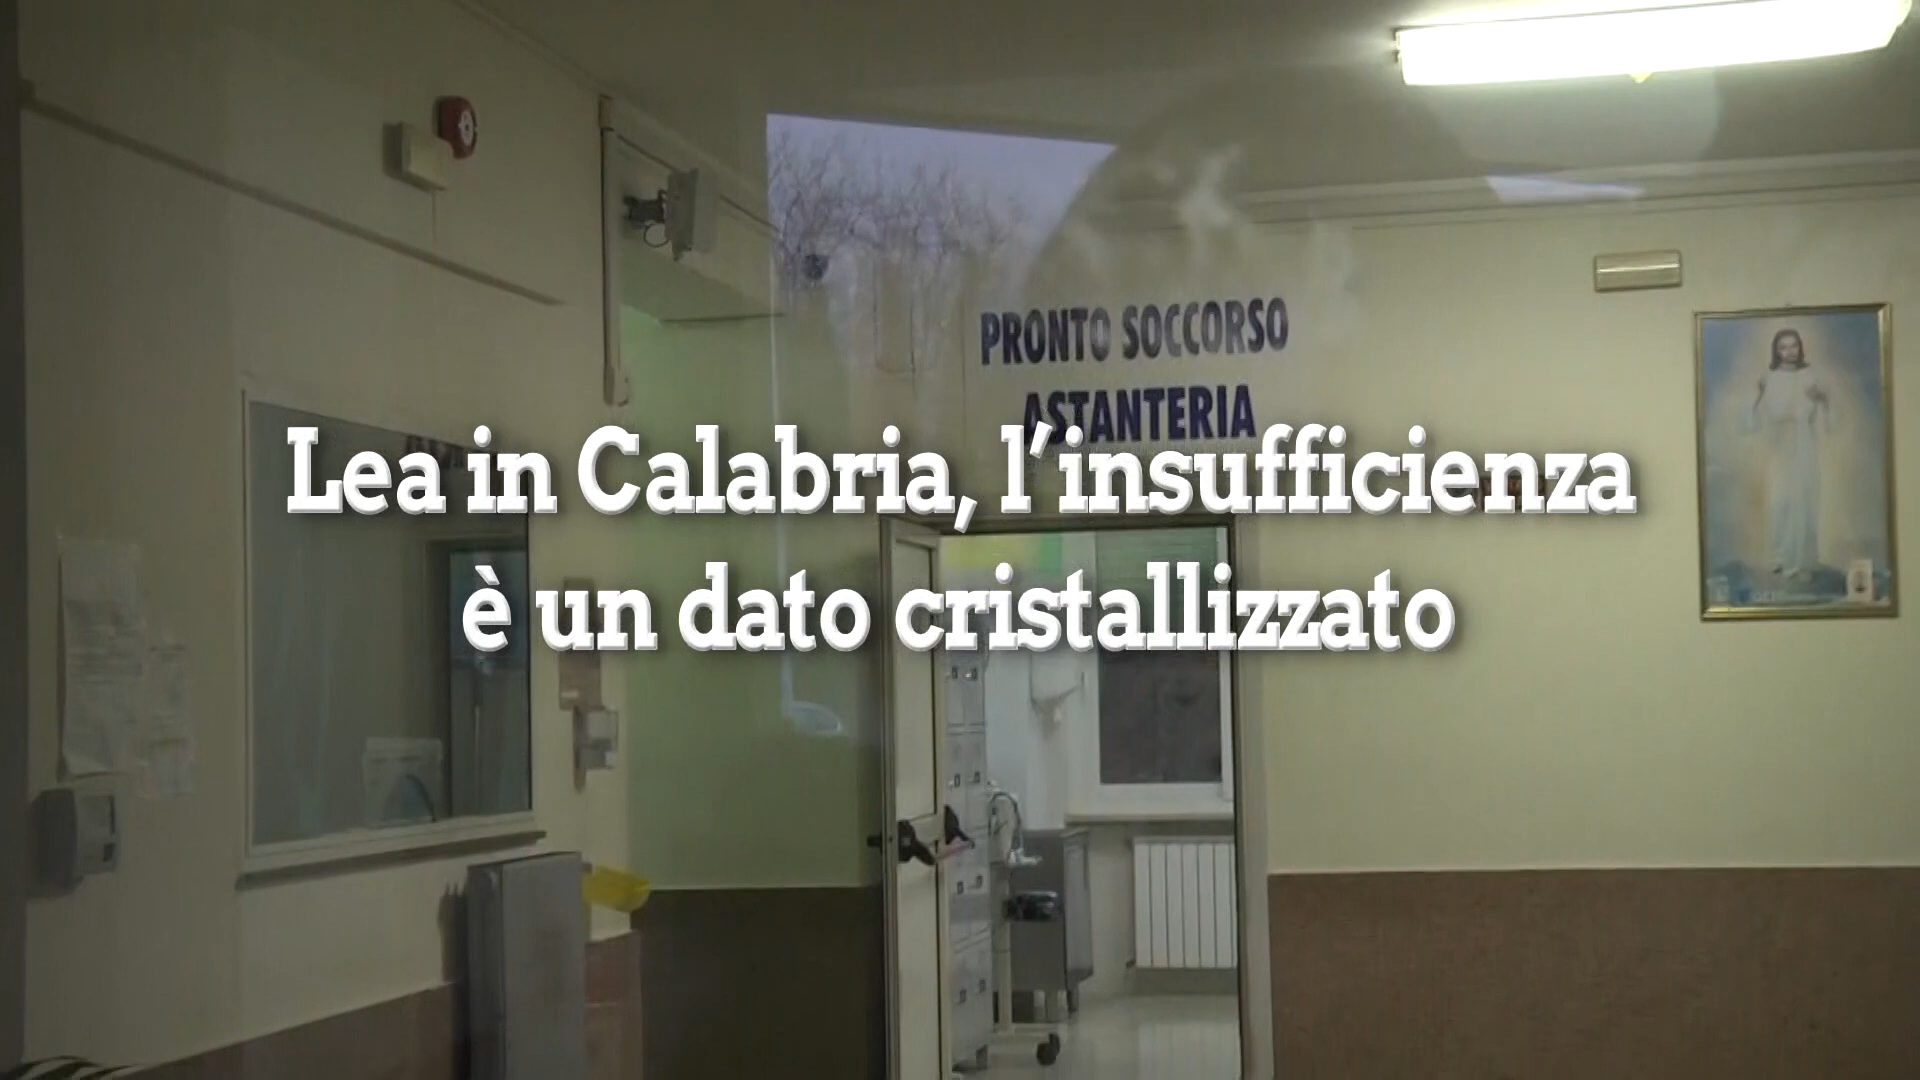 PRONTO SOCCORSO
ASTANTERIA
Lea in Calabria, l’insufficienza
è un dato cristallizzato